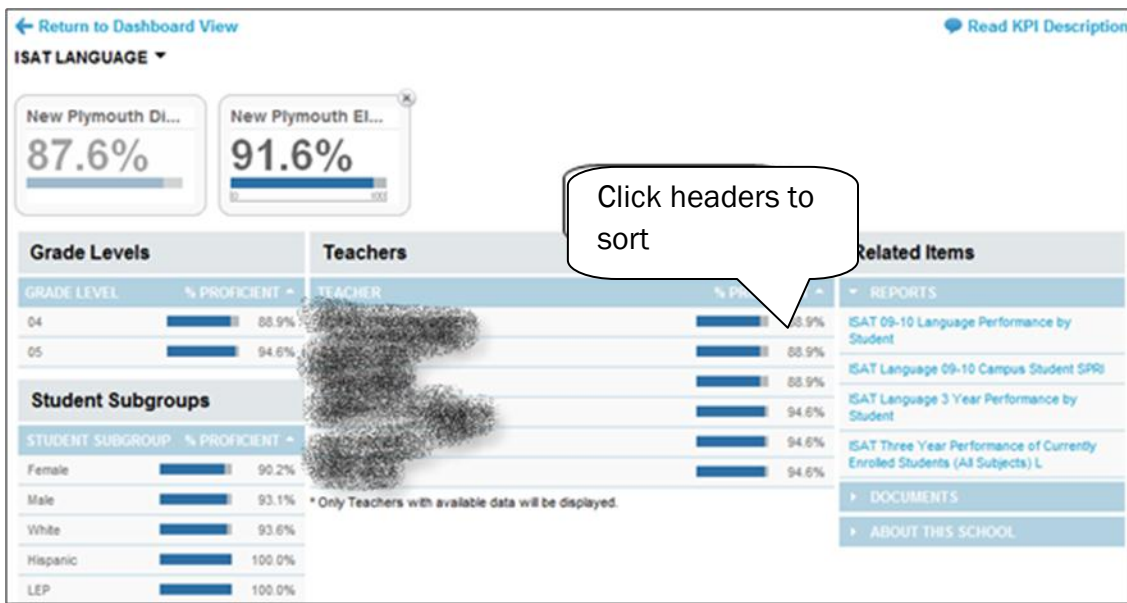 Return to Dashboard View
Read KPI Description
ISAT LANGUAGE
New Plymouth Di...
87.6%
New Plymouth El...
91.6%
0 100
Click headers to
sort
Grade Levels
GRADE LEVEL % PROFICIENT
04 88.9%
05 94.6%
Student Subgroups
STUDENT SUBGROUP % PROFICIENT
Female 90.2%
Male 93.1%
White 93.6%
Hispanic 100.0%
LEP 100.0%
Teachers
TEACHER
88.9%
88.9%
88.9%
94.6%
94.6%
94.6%
* Only Teachers with available data will be displayed.
Related Items
REPORTS
ISAT 09-10 Language Performance by
Student
ISAT Language 09-10 Campus Student SPRI
ISAT Language 3 Year Performance by
Student
ISAT Three Year Performance of Currently
Enrolled Students (All Subjects) L
DOCUMENTS
ABOUT THIS SCHOOL